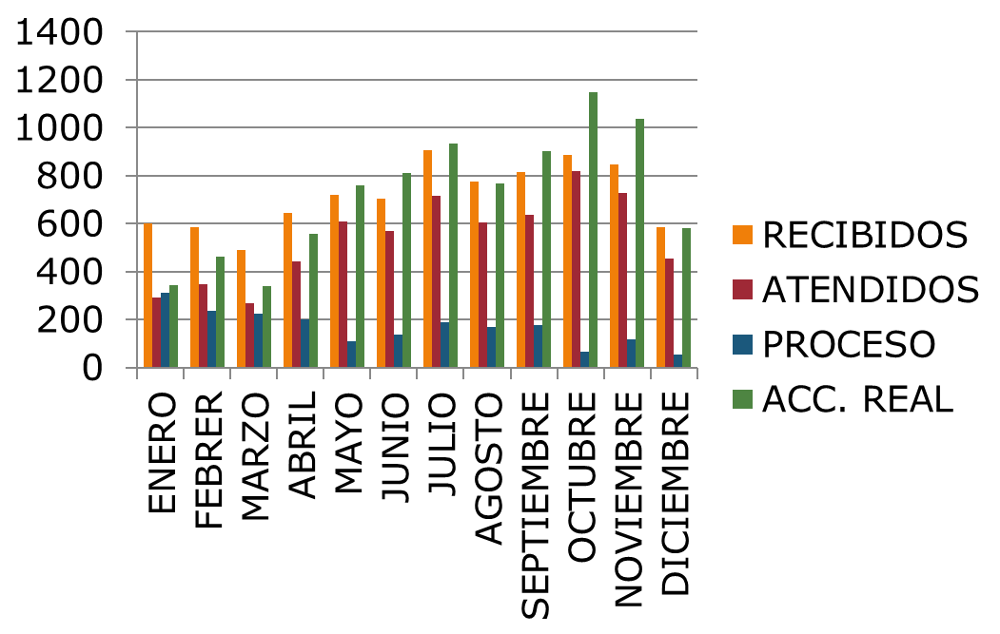 1400
1200
1000
800
600
400
200
0
ENERO
FEBRER
MARZO
ABRIL
MAYO
JUNIO
JULIO
AGOSTO
SEPTIEMBRE
OCTUBRE
NOVIEMBRE
DICIEMBRE
RECIBIDOS
ATENDIDOS
PROCESO
ACC. REAL